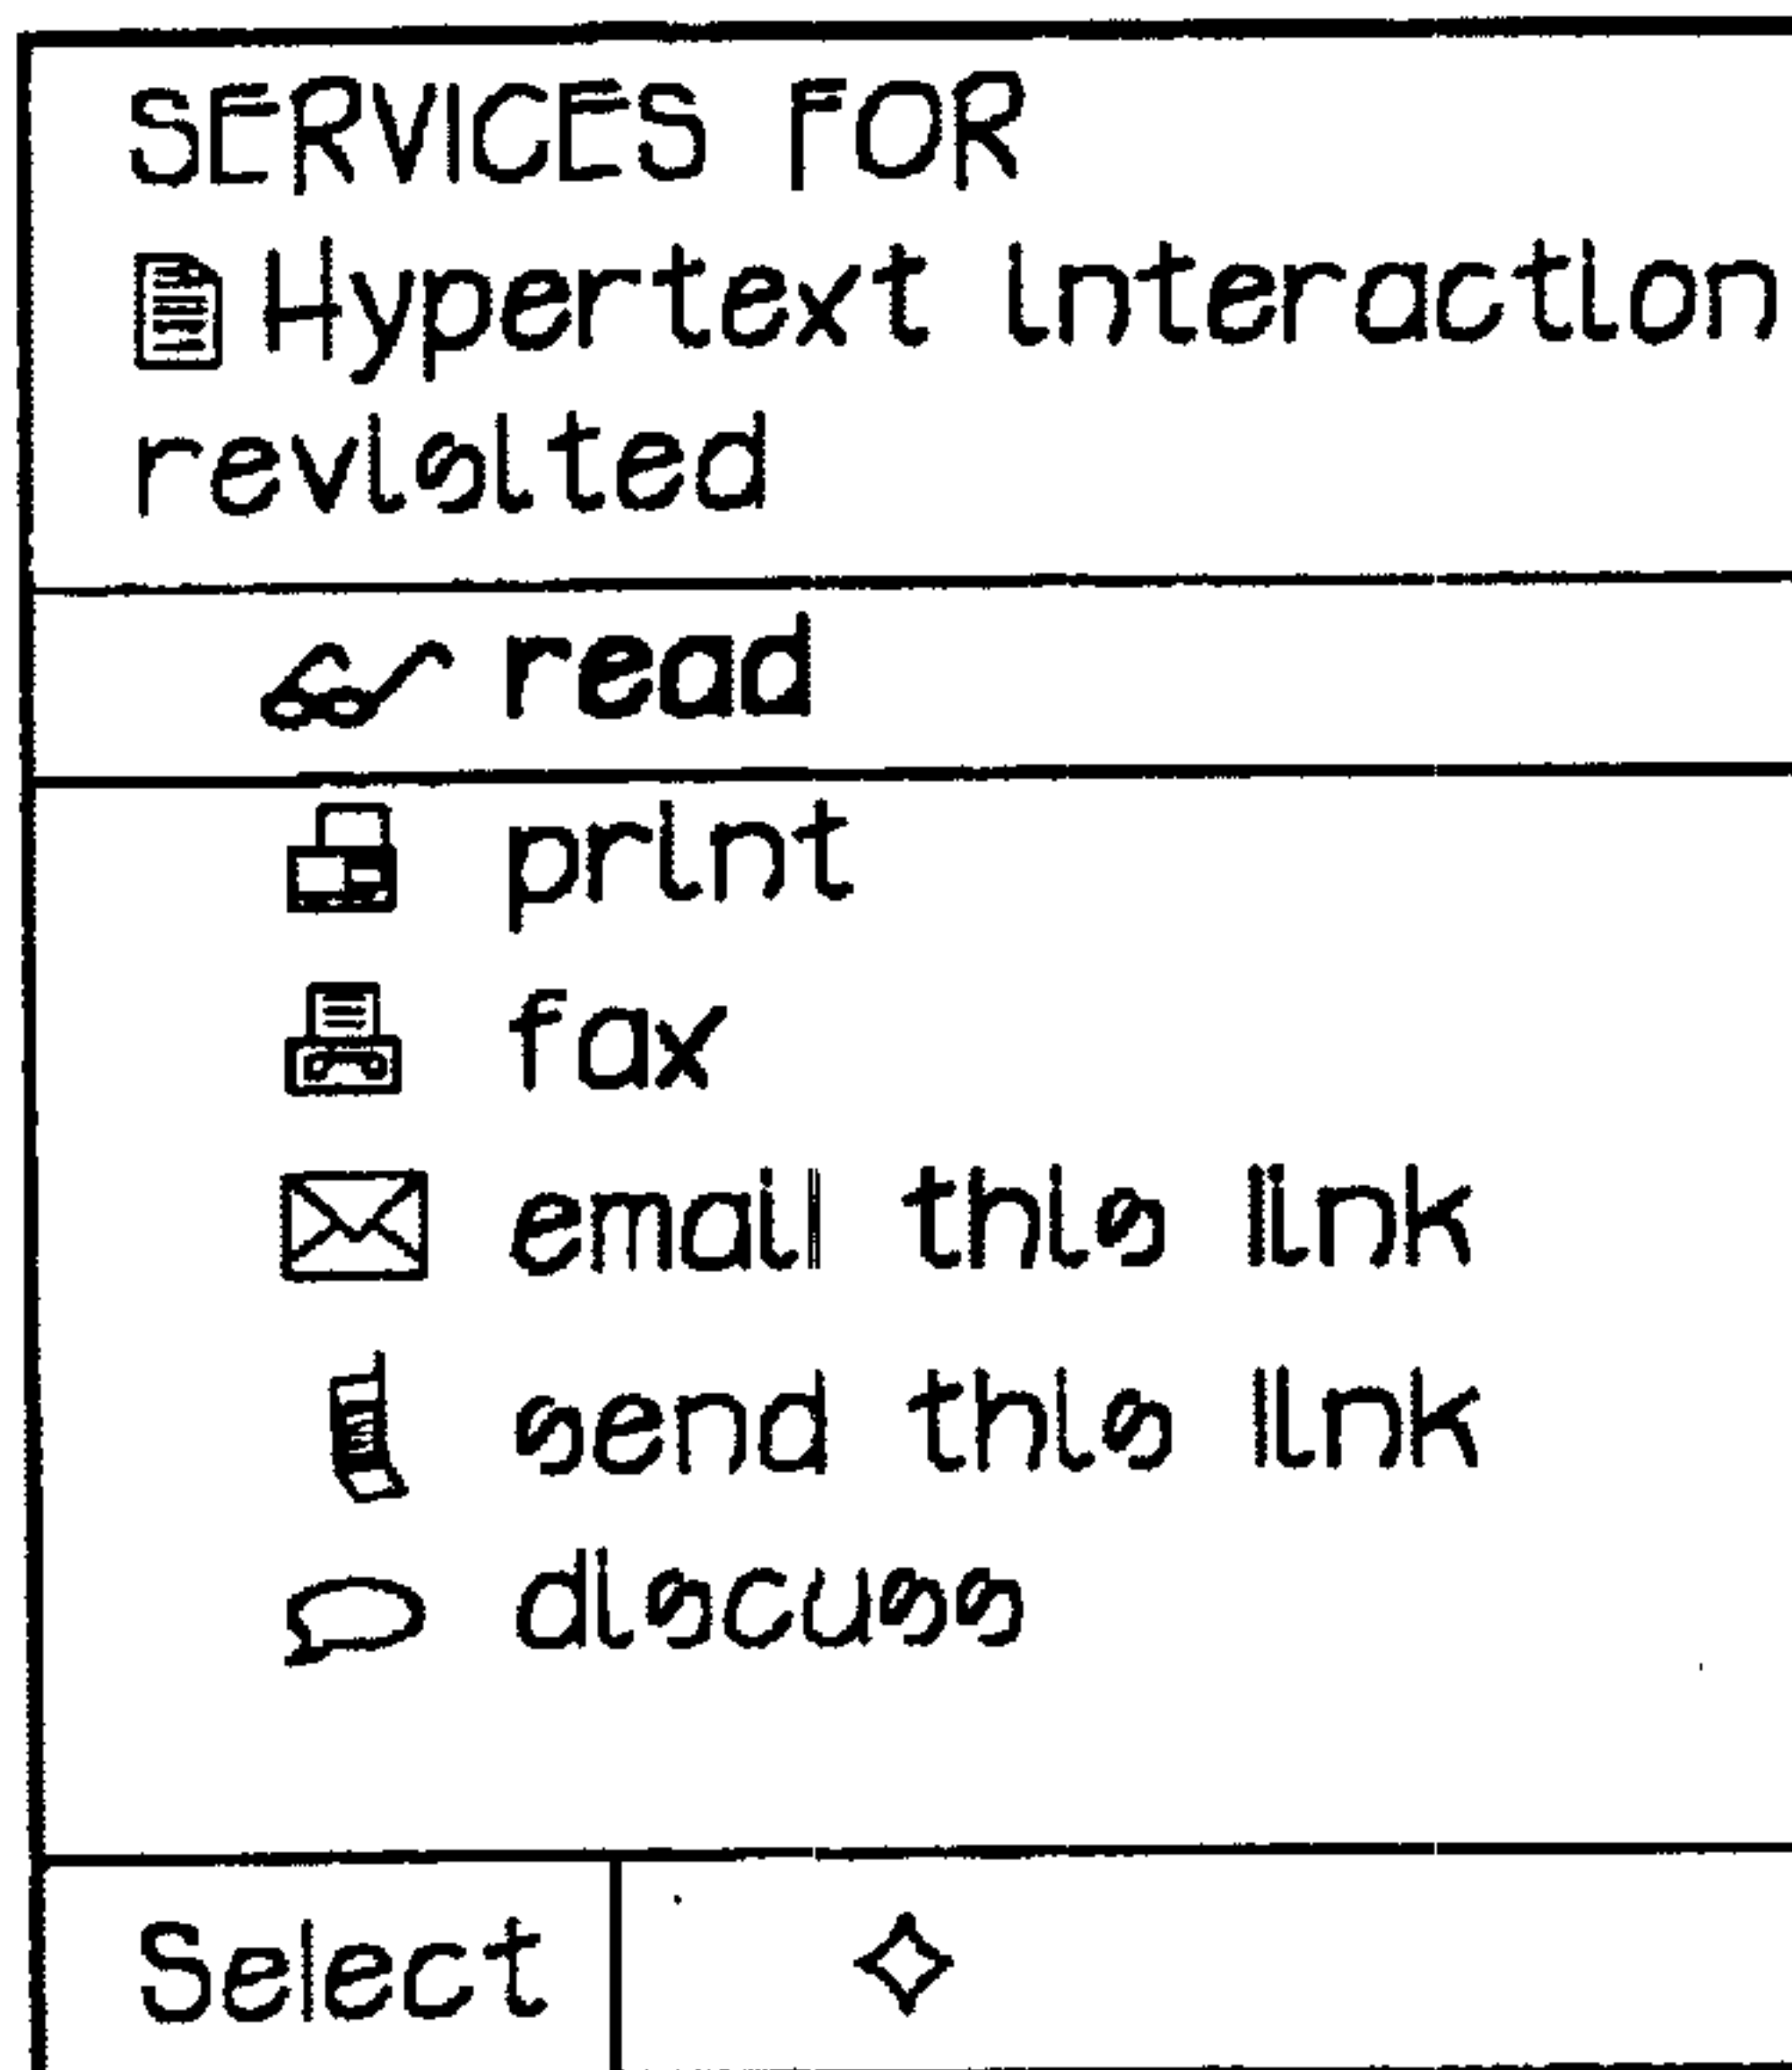 SERVICES FOR
Hypertext interaction
revisited
read
print
fax
email this link
send this link
discuss
Select